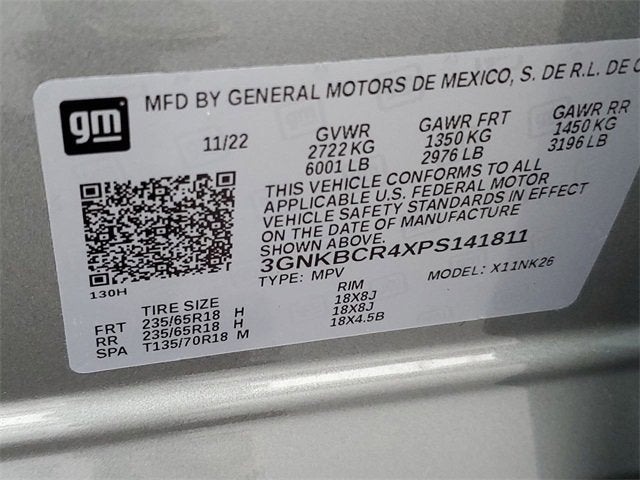 gm
MFD BY GENERAL MOTORS DE MEXICO, S. DE R.L. DE
11/22
GVWR GAWR FRT GAWR RR
2722 KG 1350 KG 1450 KG
6001 LB 2976 LB 3196 LB
THIS VEHICLE CONFORMS TO ALL
APPLICABLE U.S. FEDERAL MOTOR
VEHICLE SAFETY STANDARDS IN EFFECT
ON THE DATE OF MANUFACTURE
SHOWN ABOVE.
3GNKBCR4XPS141811
TYPE: MPV MODEL: X11NK26
130H
TIRE SIZE RIM
FRT 235/65R18 H 18X8J
RR 235/65R18 H 18X8J
SPA T135/70R18 M 18X4.5B